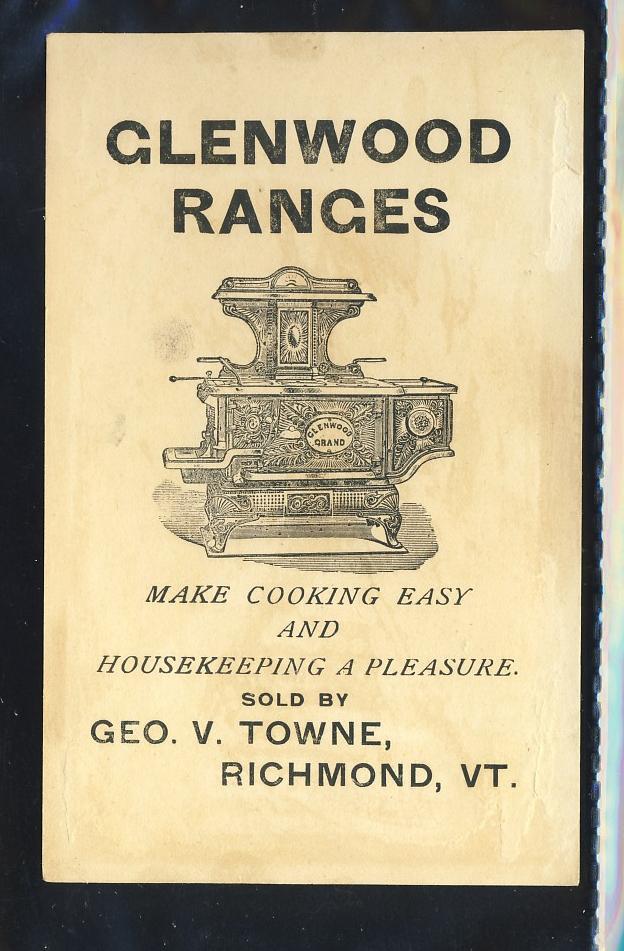 GLENWOOD
RANGES
GLENWOOD
GRAND
MAKE COOKING EASY
AND
HOUSEKEEPING A PLEASURE.
SOLD BY
GEO. V. TOWNE,
RICHMOND, VT.